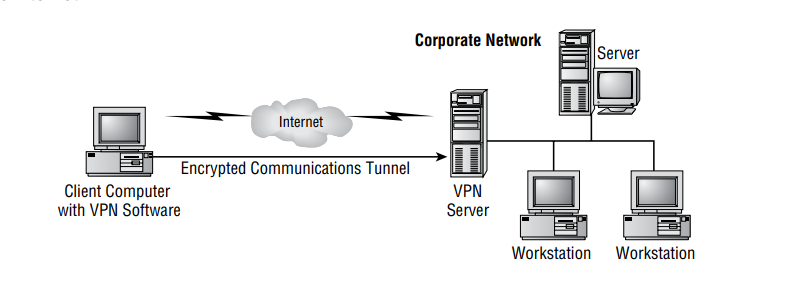 Corporate Network
Server
Internet
Encrypted Communications Tunnel
Client Computer
with VPN Software
VPN
Server
Workstation
Workstation